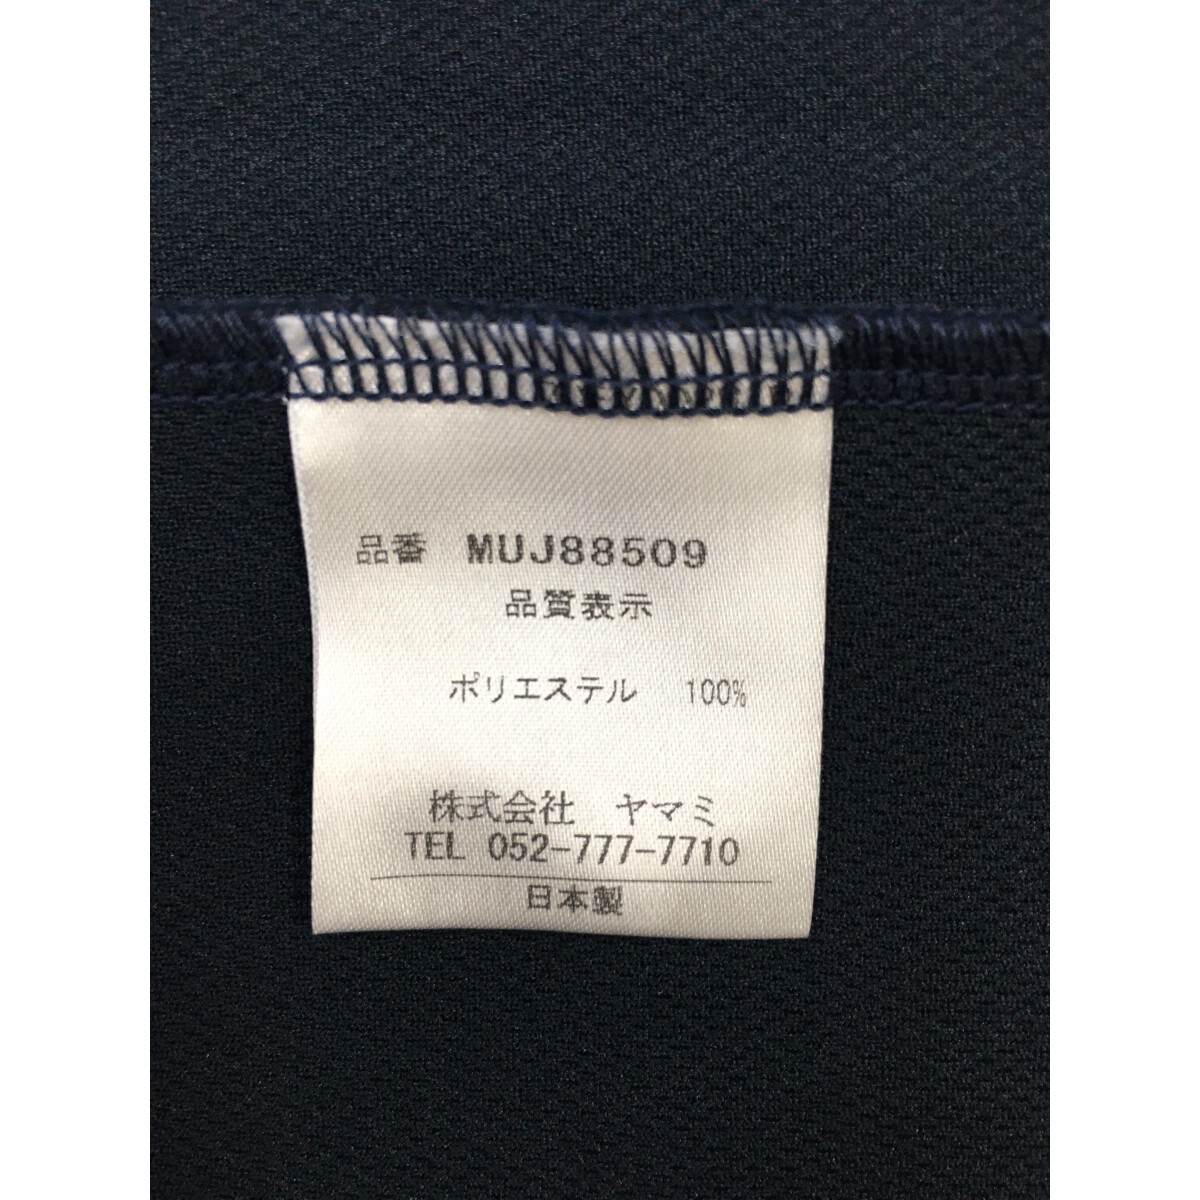 品番 MUJ88509
品質表示
ポリエステル 100%
株式会社 ヤマミ
TEL 052-777-7710
日本製